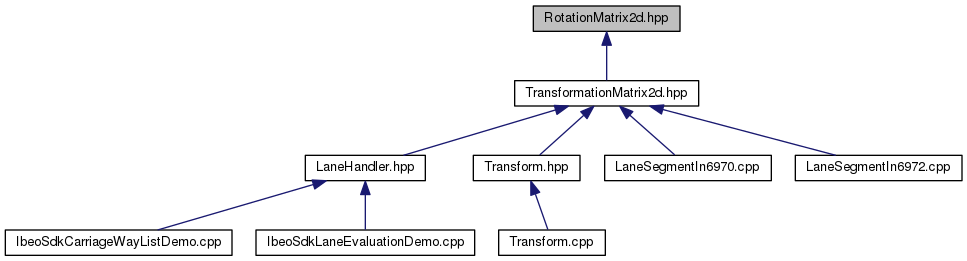 RotationMatrix2d.hpp
TransformationMatrix2d.hpp
LaneHandler.hpp
Transform.hpp
LaneSegmentIn6970.cpp
LaneSegmentIn6972.cpp
IbeoSdkCarriageWayListDemo.cpp
IbeoSdkLaneEvaluationDemo.cpp
Transform.cpp